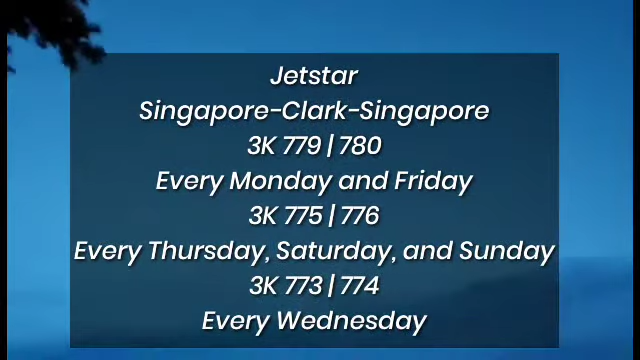 Jetstar
Singapore-Clark-Singapore
3K 779 | 780
Every Monday and Friday
3K 775 | 776
Every Thursday, Saturday, and Sunday
3K 773 | 774
Every Wednesday